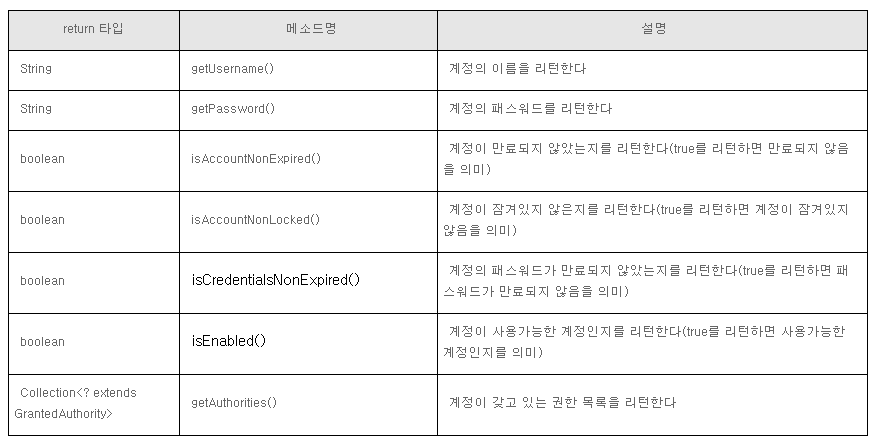 return 타입 메소드명 설명
String getUsername() 계정의 이름을 리턴한다
String getPassword() 계정의 패스워드를 리턴한다
boolean isAccountNonExpired() 계정이 만료되지 않았는지를 리턴한다(true를 리턴하면 만료되지 않음
을 의미)
boolean isAccountNonLocked() 계정이 잠겨있지 않은지를 리턴한다(true를 리턴하면 계정이 잠겨있지
않음을 의미)
boolean isCredentialsNonExpired() 계정의 패스워드가 만료되지 않았는지를 리턴한다(true를 리턴하면 패
스워드가 만료되지 않음을 의미)
boolean isEnabled() 계정이 사용가능한 계정인지를 리턴한다(true를 리턴하면 사용가능한
계정인지를 의미)
Collection<? extends
GrantedAuthority> getAuthorities() 계정이 갖고 있는 권한 목록을 리턴한다